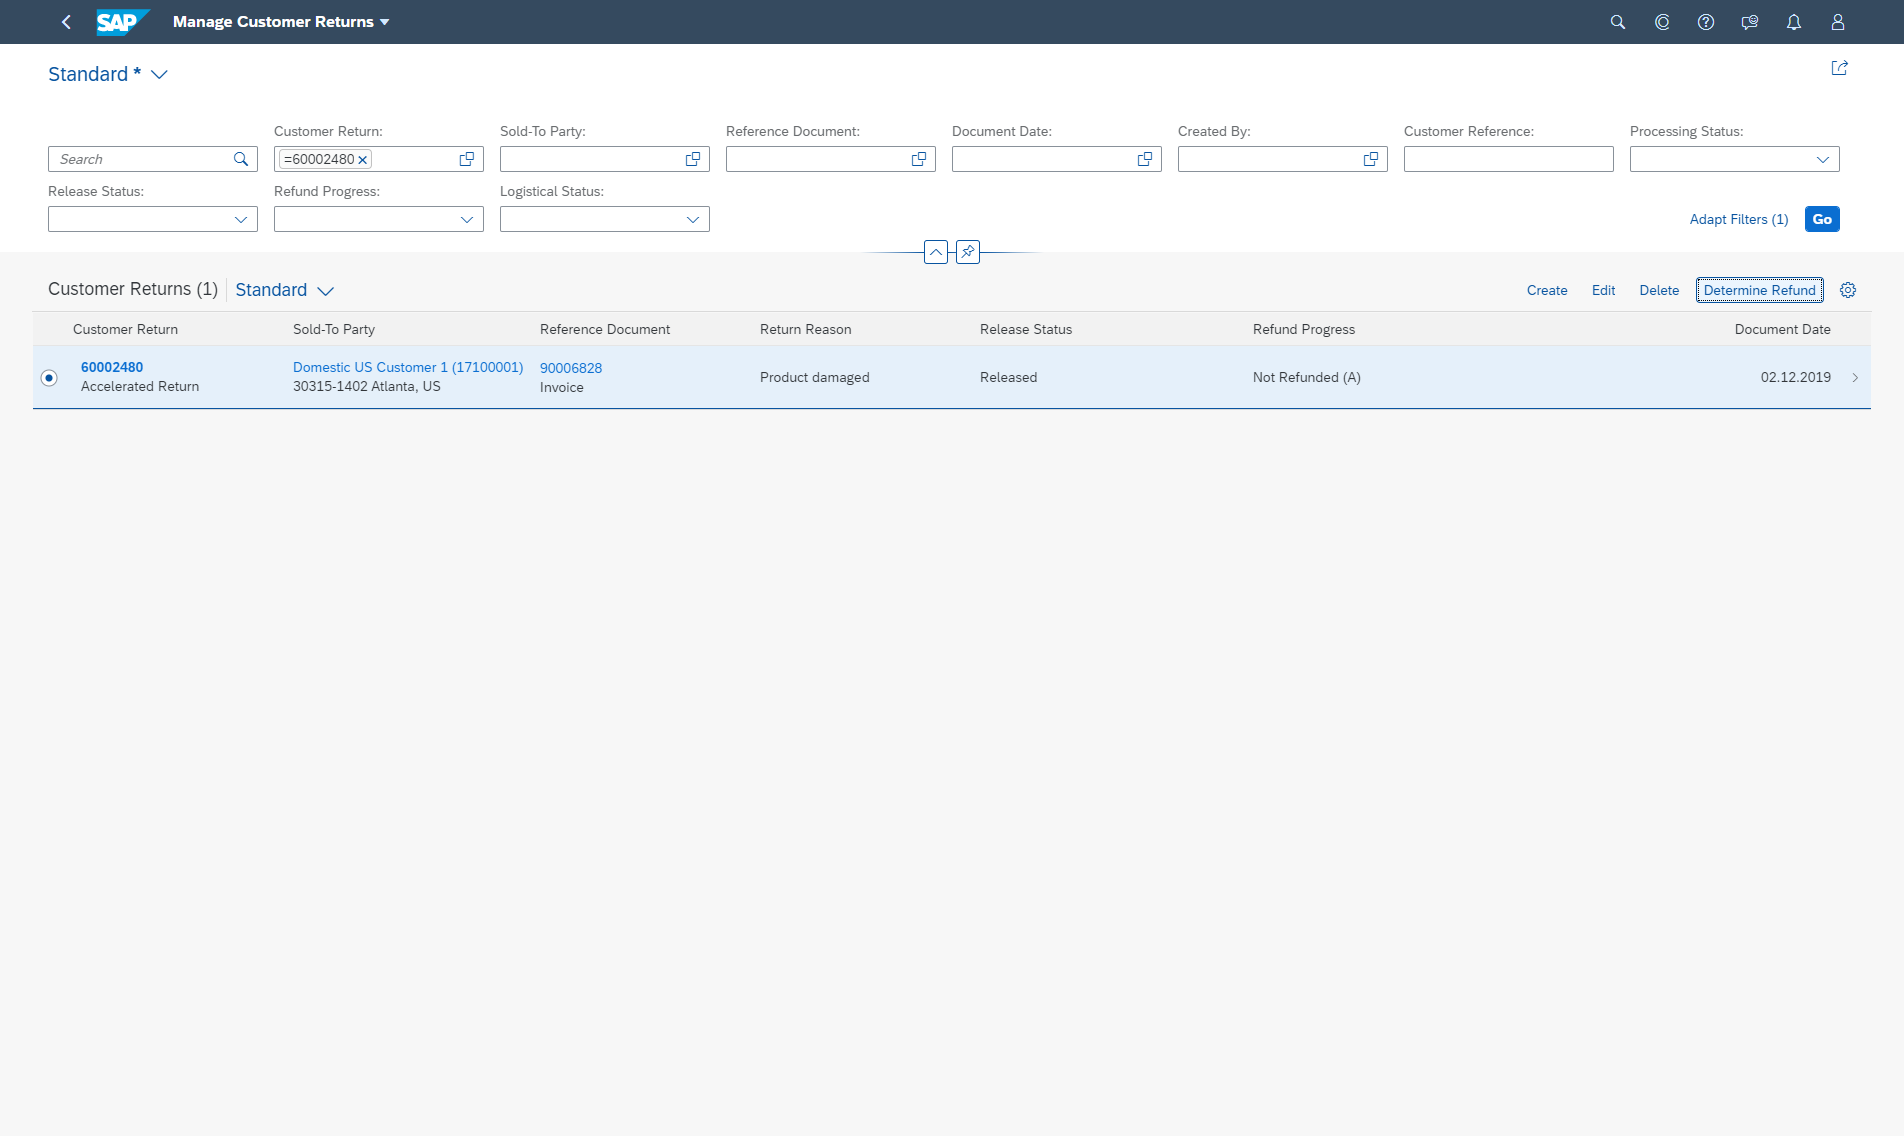 SAP Manage Customer Returns
Standard *
Customer Return: Sold-To Party: Reference Document: Document Date: Created By: Customer Reference: Processing Status:
Search =60002480
Release Status: Refund Progress: Logistical Status:
Adapt Filters (1) Go
Customer Returns (1) Standard Create Edit Delete Determine Refund
Customer Return Sold-To Party Reference Document Return Reason Release Status Refund Progress Document Date
60002480 Domestic US Customer 1 (17100001) 90006828 Product damaged Released Not Refunded (A) 02.12.2019
Accelerated Return 30315-1402 Atlanta, US Invoice